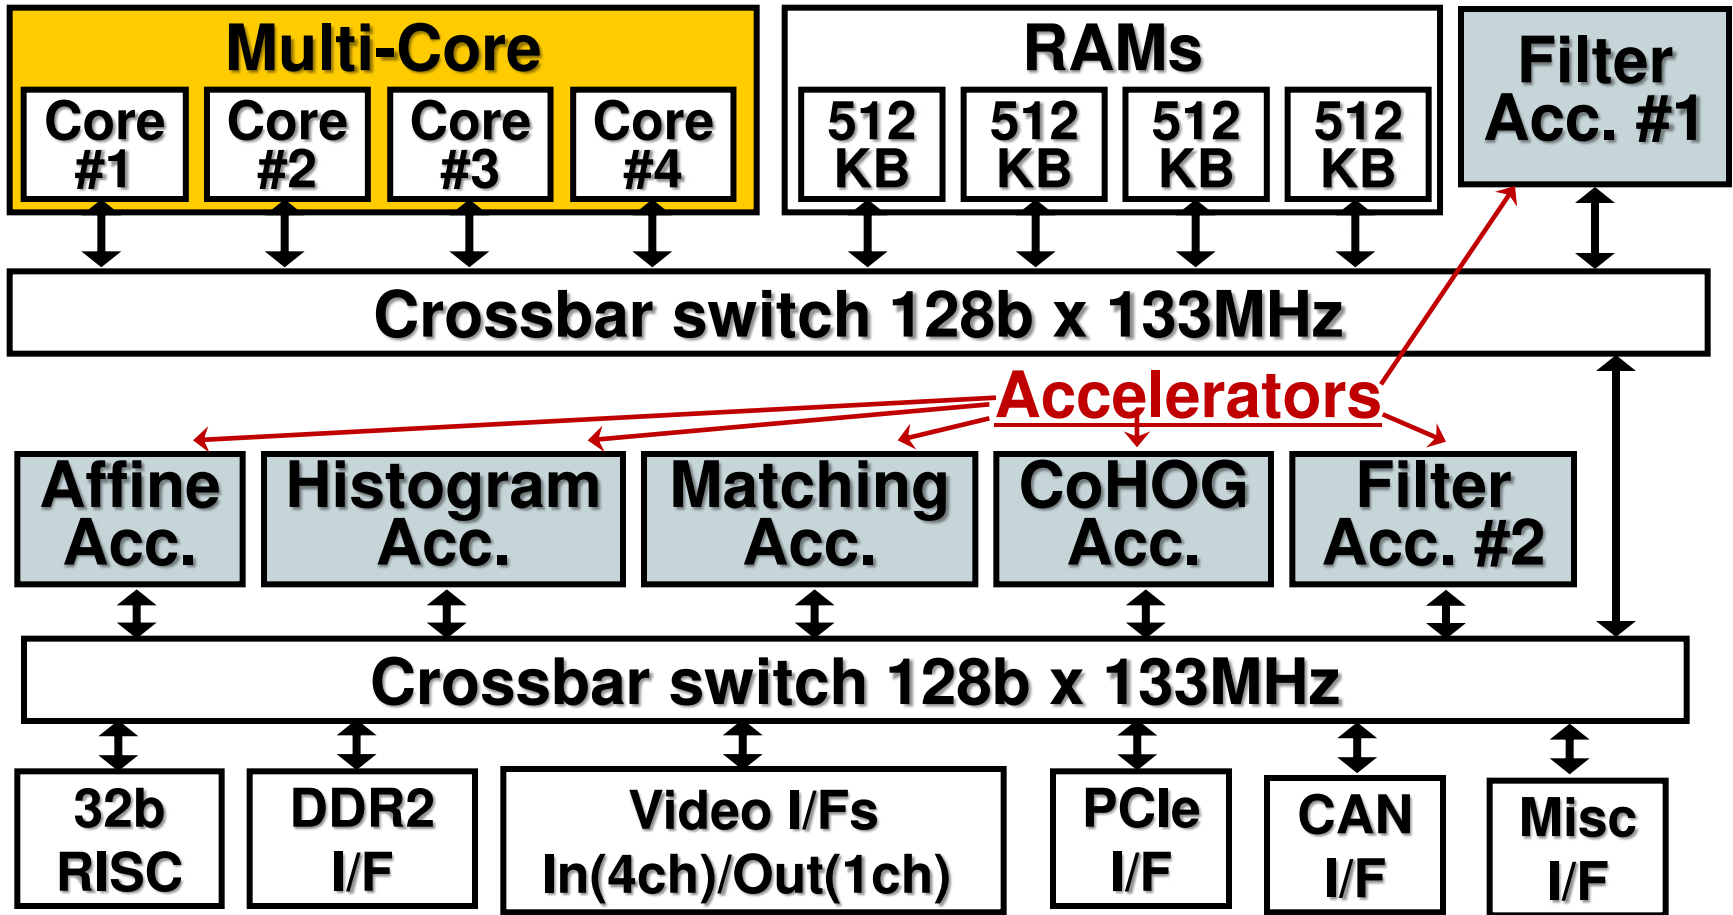 Multi-Core
Core
#1
Core
#2
Core
#3
Core
#4
RAMs
512
KB
512
KB
512
KB
512
KB
Filter
Acc. #1
Crossbar switch 128b x 133MHz
Accelerators
Affine
Acc.
Histogram
Acc.
Matching
Acc.
CoHOG
Acc.
Filter
Acc. #2
Crossbar switch 128b x 133MHz
32b
RISC
DDR2
I/F
Video I/Fs
In(4ch)/Out(1ch)
PCIe
I/F
CAN
I/F
Misc
I/F